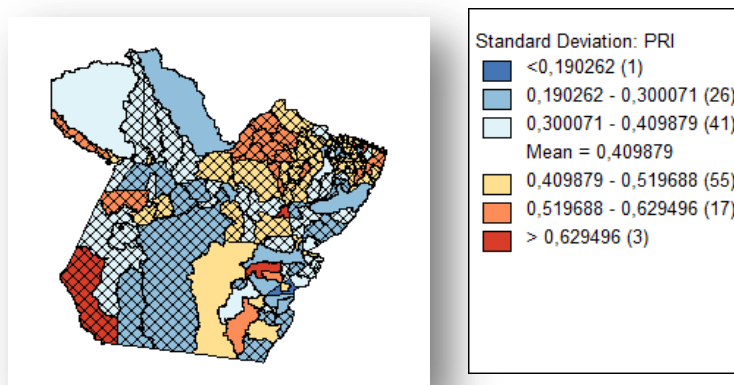 Standard Deviation: PRI
<0,190262 (1)
0,190262 - 0,300071 (26)
0,300071 - 0,409879 (41)
Mean = 0,409879
0,409879 - 0,519688 (55)
0,519688 - 0,629496 (17)
> 0,629496 (3)